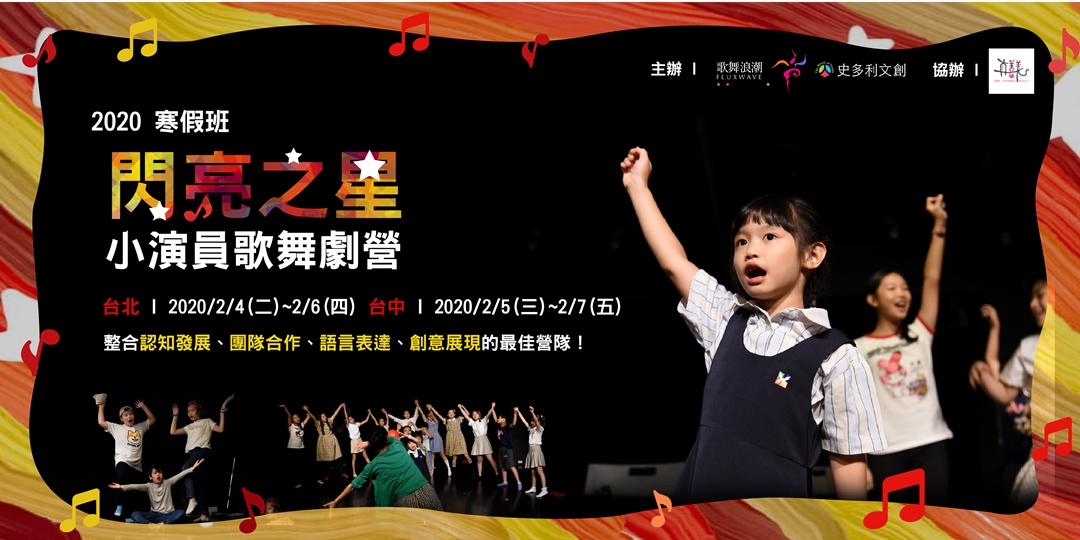 主辦 | 歌舞浪潮 FLUXWAVE 史多利文創 協辦 |
2020 寒假班
閃亮之星
小演員歌舞劇營
台北 | 2020/2/4(二)~2/6(四) 台中 | 2020/2/5(三)~2/7(五)
整合認知發展、團隊合作、語言表達、創意展現的最佳營隊！